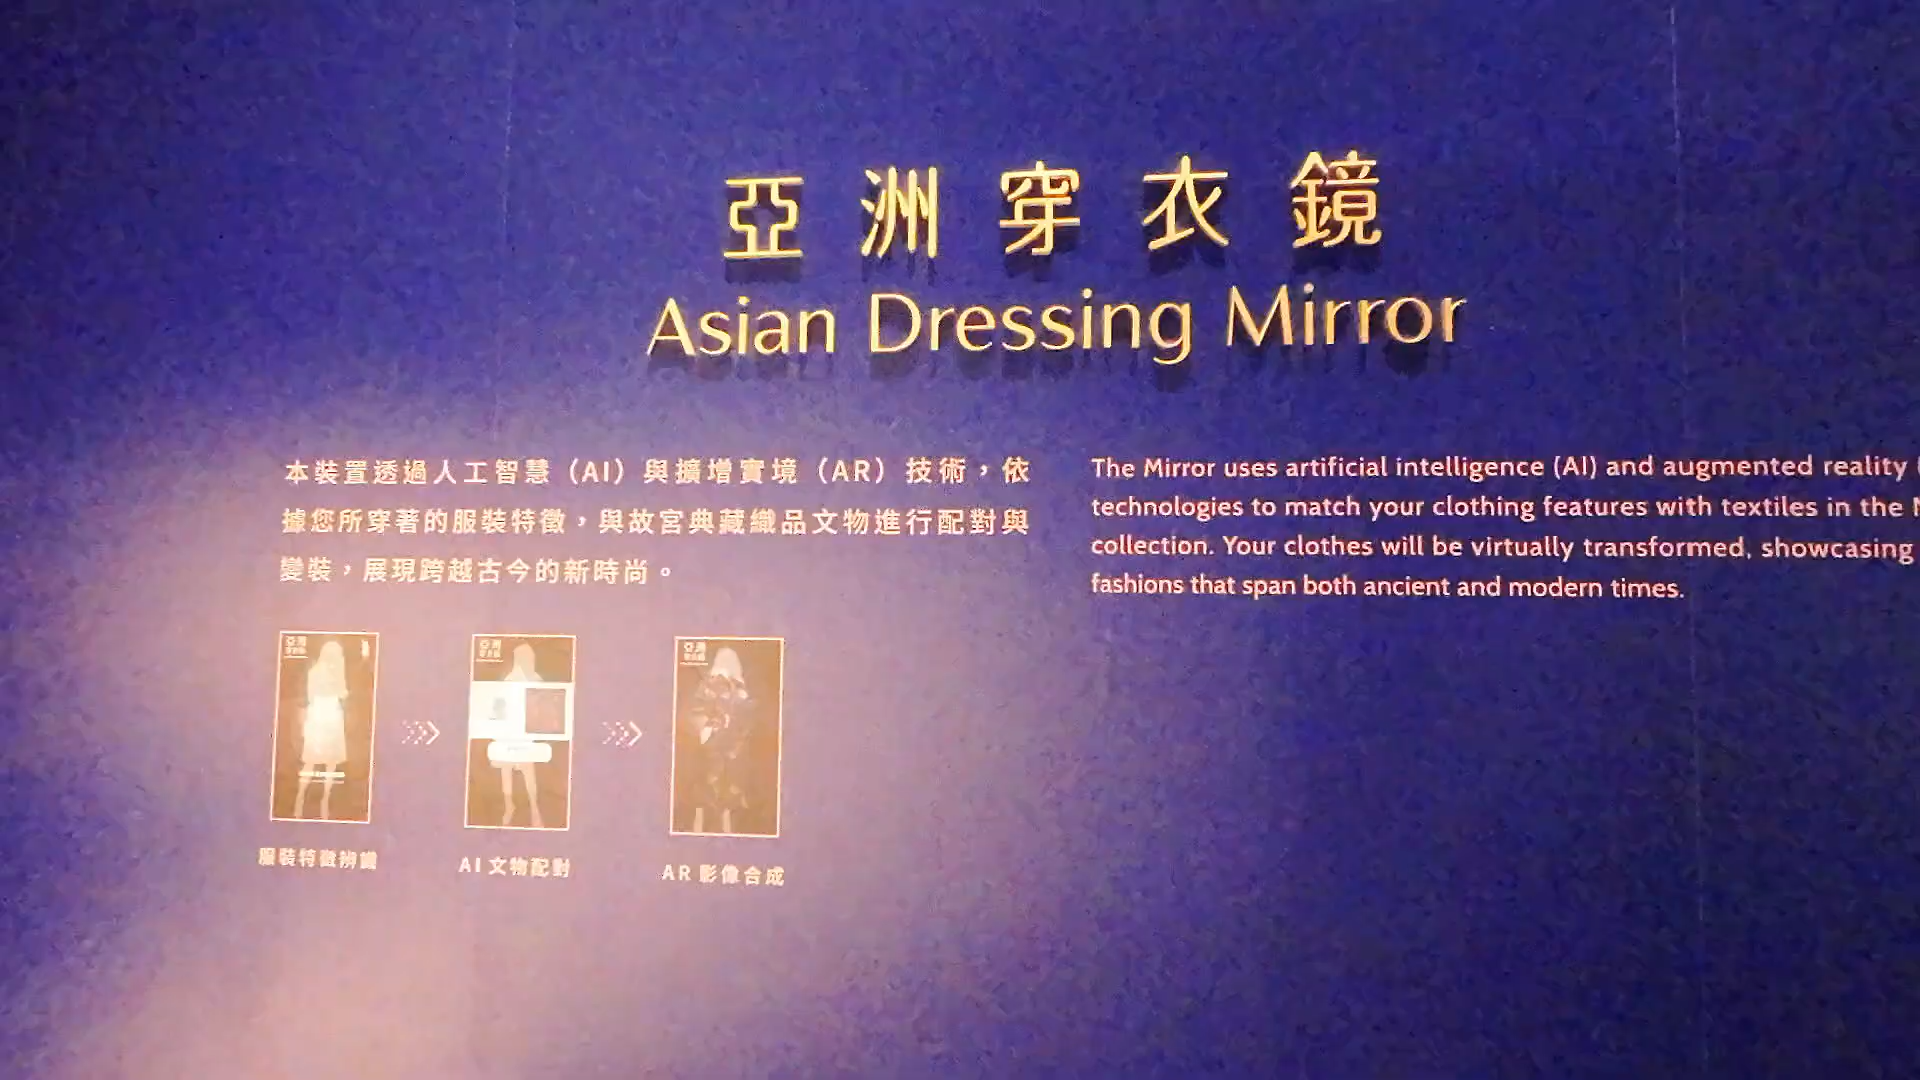 亞洲穿衣鏡
Asian Dressing Mirror
本裝置透過人工智慧（AI）與擴增實境（AR）技術，依
據您所穿著的服裝特徵，與故宮典藏織品文物進行配對與
變裝，展現跨越古今的新時尚。
The Mirror uses artificial intelligence (AI) and augmented reality
technologies to match your clothing features with textiles in the
collection. Your clothes will be virtually transformed, showcasing
fashions that span both ancient and modern times.
服裝特徵辨識
AI 文物配對
AR 影像合成